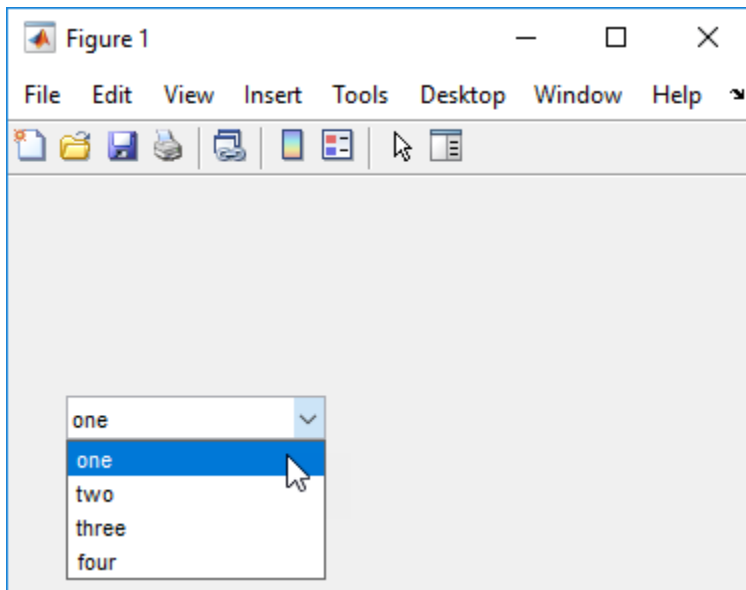 Figure 1
File Edit View Insert Tools Desktop Window Help
one
one
two
three
four